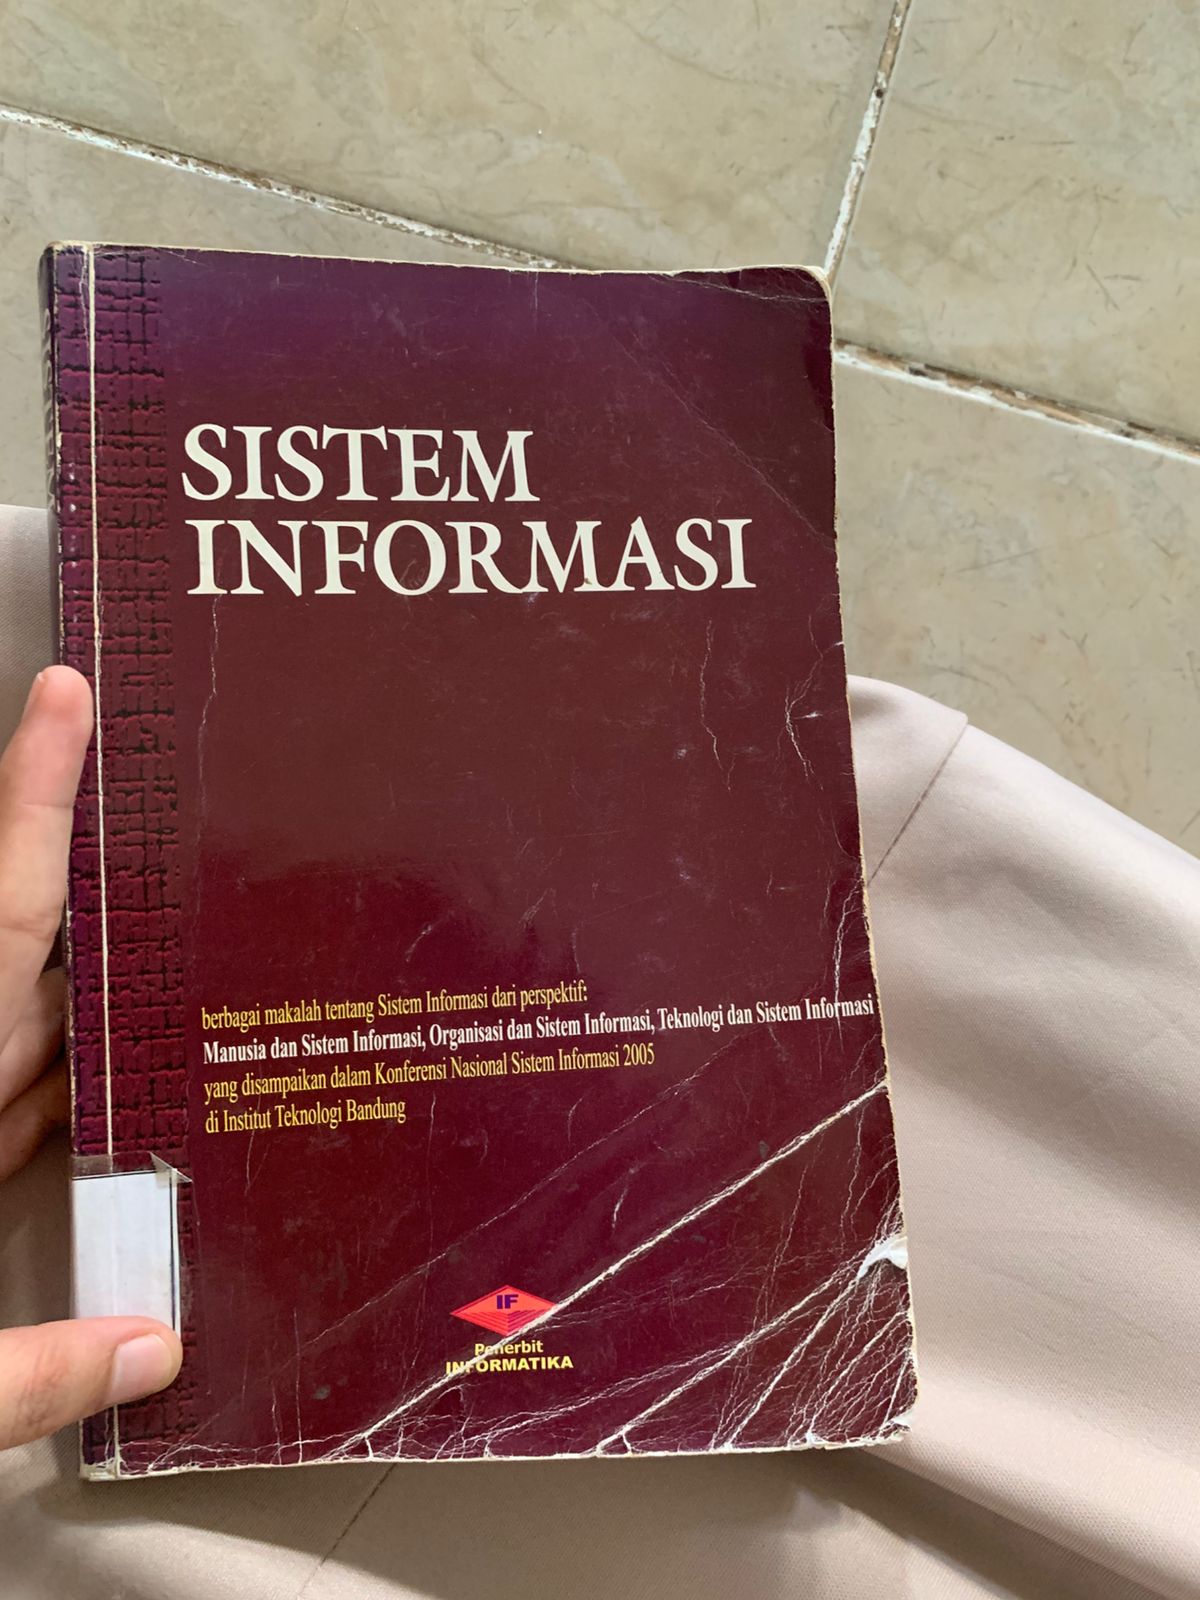 SISTEM
INFORMASI
berbagai makalah tentang Sistem Informasi dari perspektif:
Manusia dan Sistem Informasi, Organisasi dan Sistem Informasi, Teknologi dan Sistem Informasi
yang disampaikan dalam Konferensi Nasional Sistem Informasi 2005
di Institut Teknologi Bandung
IF
Penerbit
INFORMATIKA